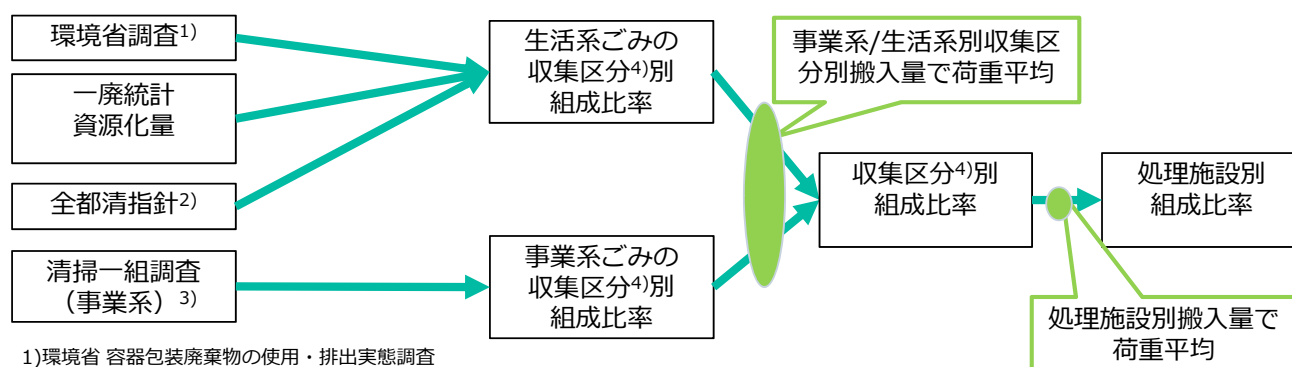 環境省調査1)
一廃統計
資源化量
全都清指針2)
清掃一組調査
（事業系）3)
生活系ごみの
収集区分4)別
組成比率
事業系ごみの
収集区分4)別
組成比率
事業系/生活系別収集区
分別搬入量で荷重平均
収集区分4)別
組成比率
処理施設別
組成比率
処理施設別搬入量で
荷重平均
1)環境省 容器包装廃棄物の使用・排出実態調査